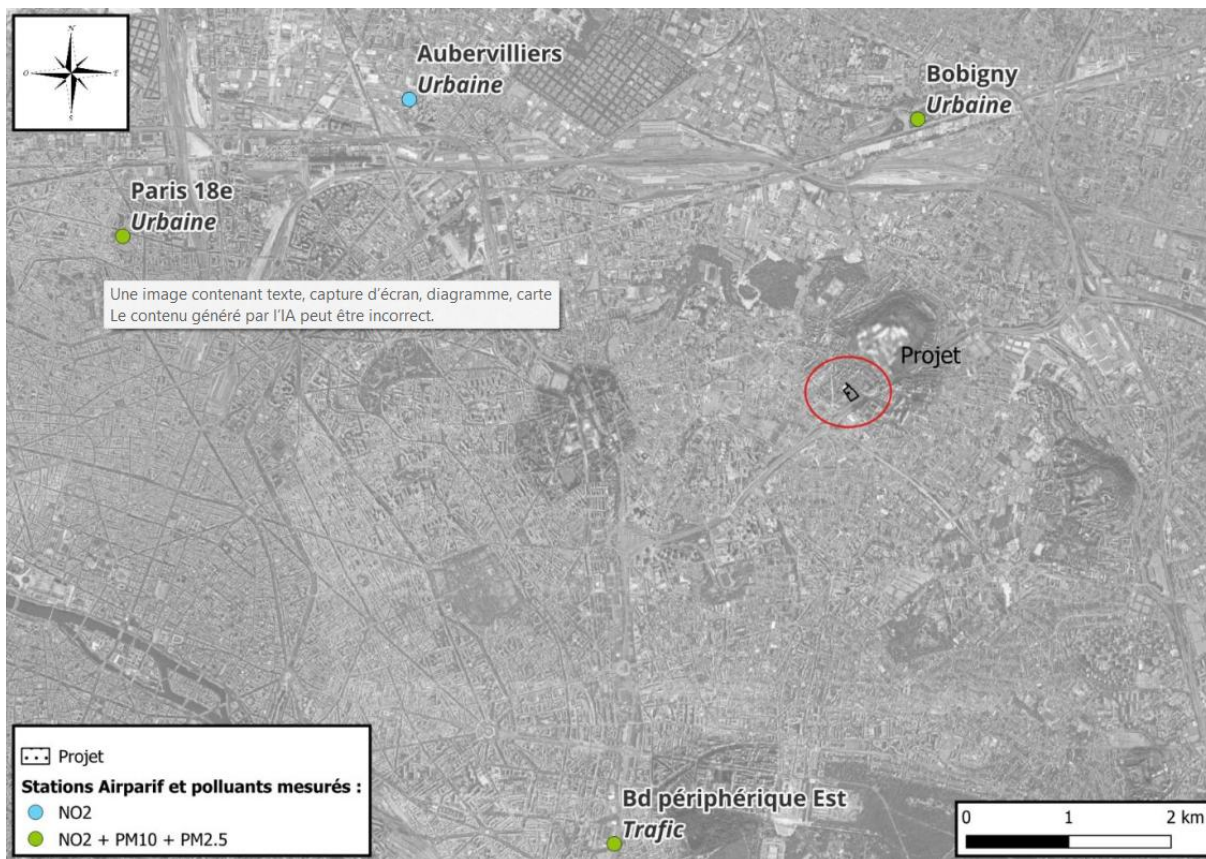 N
O
E
S
Aubervilliers
Urbaine
Bobigny
Urbaine
Paris 18e
Urbaine
Une image contenant texte, capture d'écran, diagramme, carte
Le contenu généré par l'IA peut être incorrect.
Projet
Projet
Stations Airparif et polluants mesurés :
NO2
NO2 + PM10 + PM2.5
Bd périphérique Est
Trafic
0 1 2 km